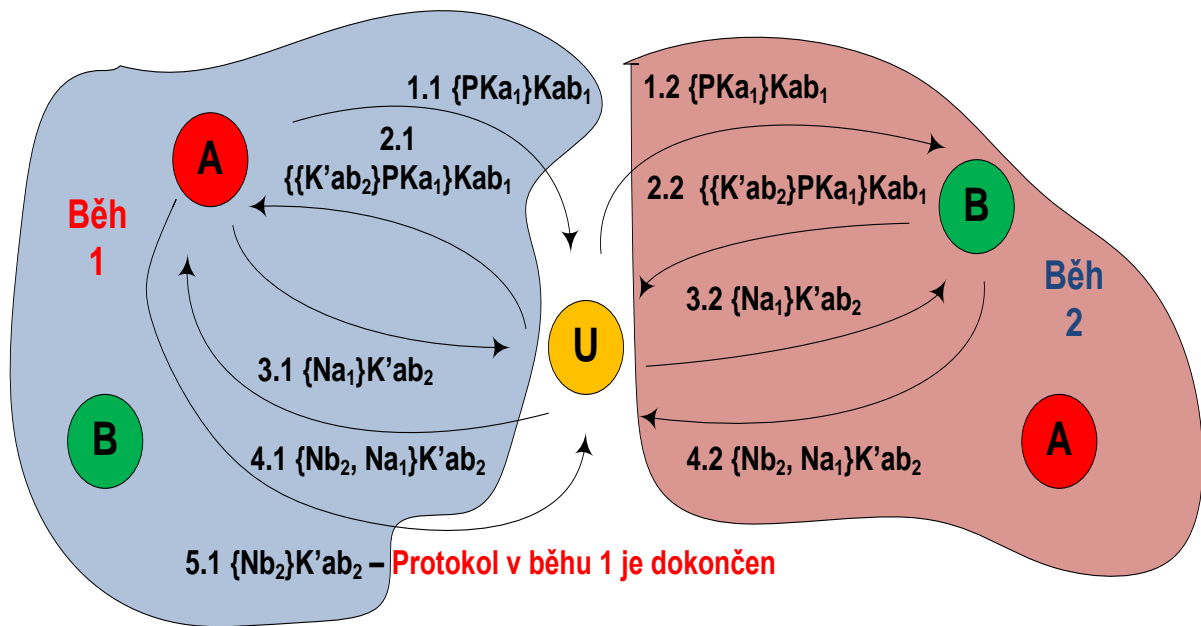 1.1 {PKa₁}Kab₁
1.2 {PKa₁}Kab₁
2.1
{{K’ab₂}PKa₁}Kab₁
2.2 {{K’ab₂}PKa₁}Kab₁
A
B
Běh
1
Běh
2
3.2 {Na₁}K’ab₂
U
3.1 {Na₁}K’ab₂
B
A
4.1 {Nb₂, Na₁}K’ab₂
4.2 {Nb₂, Na₁}K’ab₂
5.1 {Nb₂}K’ab₂ – Protokol v běhu 1 je dokončen